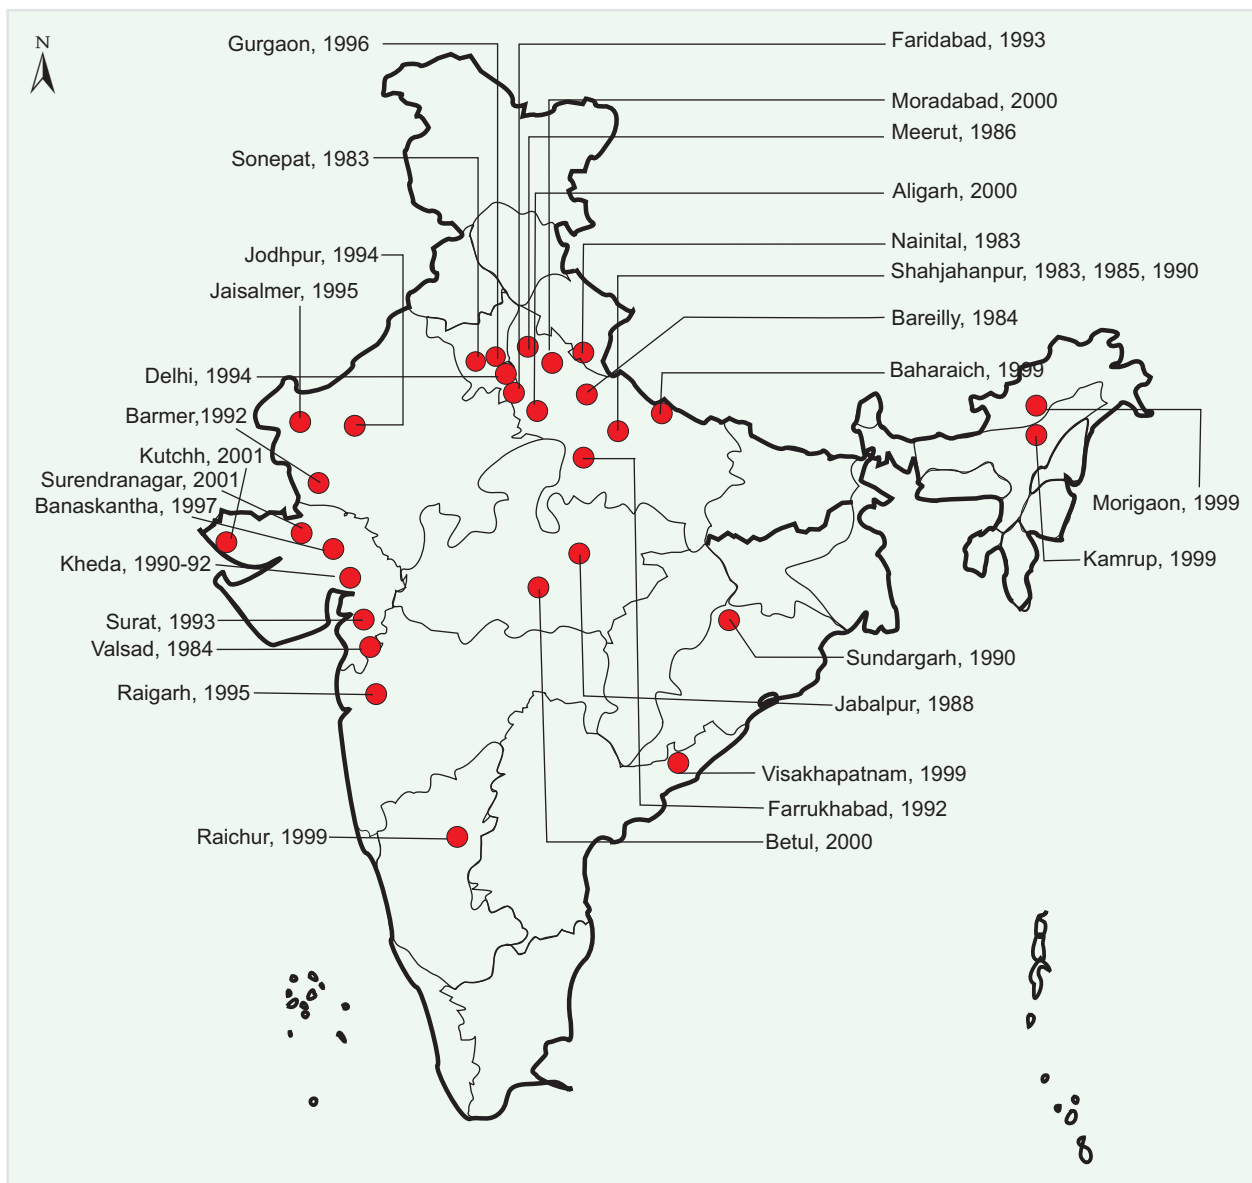 N
Gurgaon, 1996
Faridabad, 1993
Moradabad, 2000
Meerut, 1986
Sonepat, 1983
Aligarh, 2000
Nainital, 1983
Jodhpur, 1994
Shahjahanpur, 1983, 1985, 1990
Jaisalmer, 1995
Bareilly, 1984
Baharaich, 1999
Delhi, 1994
Barmer,1992
Kutchh, 2001
Surendranagar, 2001
Banaskantha, 1997
Morigaon, 1999
Kheda, 1990-92
Kamrup, 1999
Surat, 1993
Valsad, 1984
Sundargarh, 1990
Raigarh, 1995
Jabalpur, 1988
Visakhapatnam, 1999
Farrukhabad, 1992
Raichur, 1999
Betul, 2000